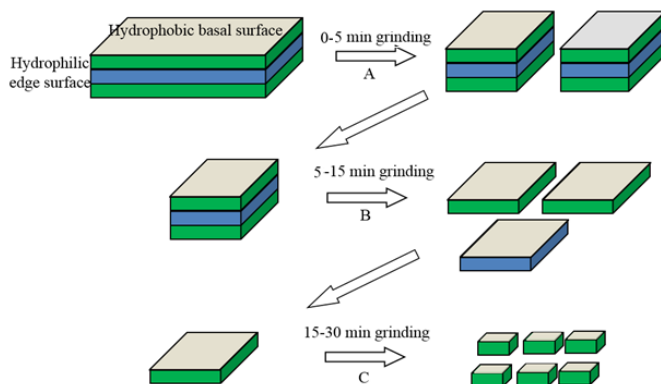 Hydrophobic basal surface
0-5 min grinding
Hydrophilic
edge surface
A
5 -15 min grinding
B
15-30 min grinding
C